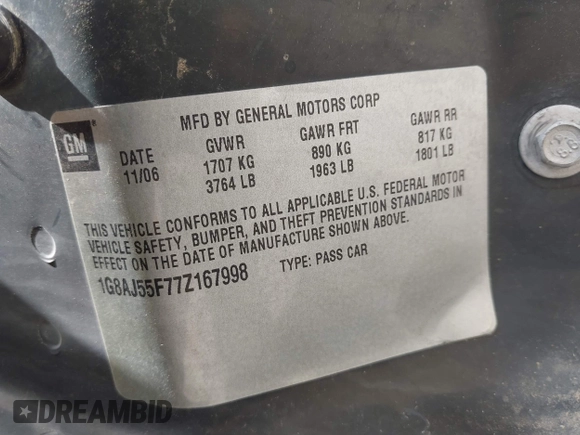 GM
MFD BY GENERAL MOTORS CORP
DATE GVWR GAWR FRT GAWR RR
11/06 1707 KG 890 KG 817 KG
3764 LB 1963 LB 1801 LB
THIS VEHICLE CONFORMS TO ALL APPLICABLE U.S. FEDERAL MOTOR
VEHICLE SAFETY, BUMPER, AND THEFT PREVENTION STANDARDS IN
EFFECT ON THE DATE OF MANUFACTURE SHOWN ABOVE.
1G8AJ55F77Z167998 TYPE: PASS CAR
DREAMBID